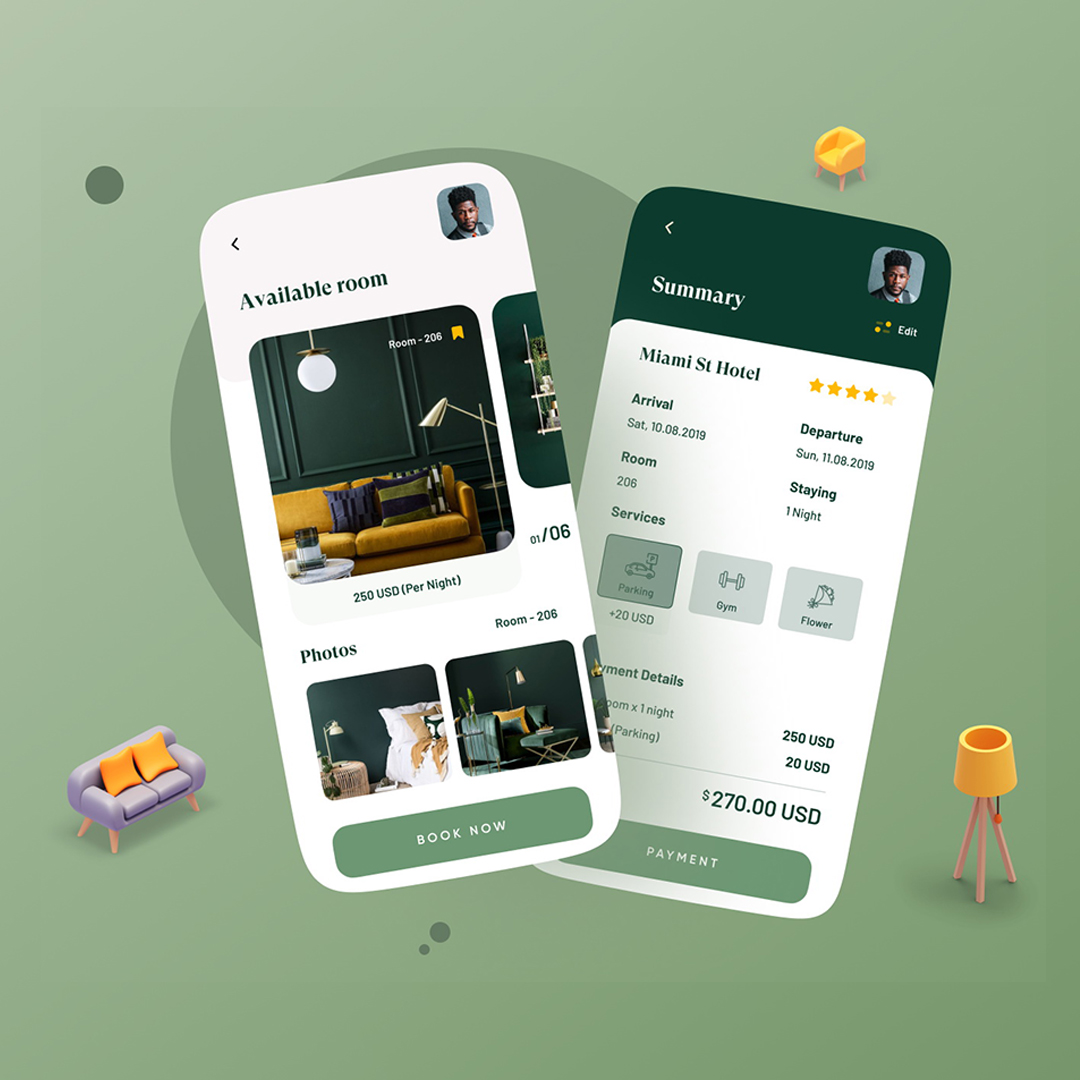 Available room
Room - 206
01/06
250 USD (Per Night)
Room - 206
Photos
BOOK NOW
Summary
Edit
Miami St Hotel
Arrival
Sat, 10.08.2019
Departure
Sun, 11.08.2019
Room
206
Staying
1 Night
Services
P
Parking
Gym
Flower
+20 USD
yment Details
oom x 1 night
250 USD
(Parking)
20 USD
$270.00 USD
PAYMENT